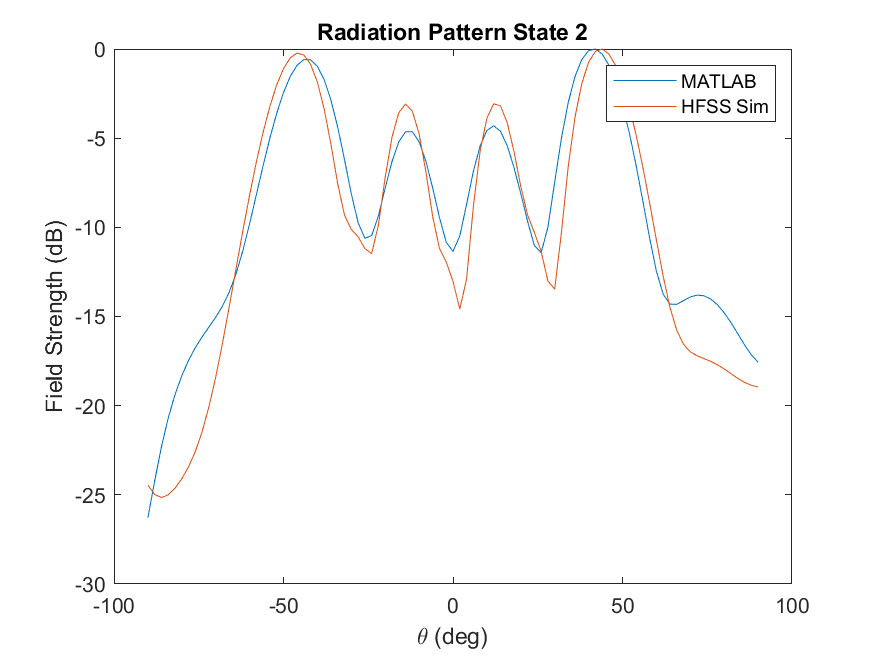 Radiation Pattern State 2
MATLAB
HFSS Sim
Field Strength (dB)
0
-5
-10
-15
-20
-25
-30
-100
-50
0
50
100
θ (deg)